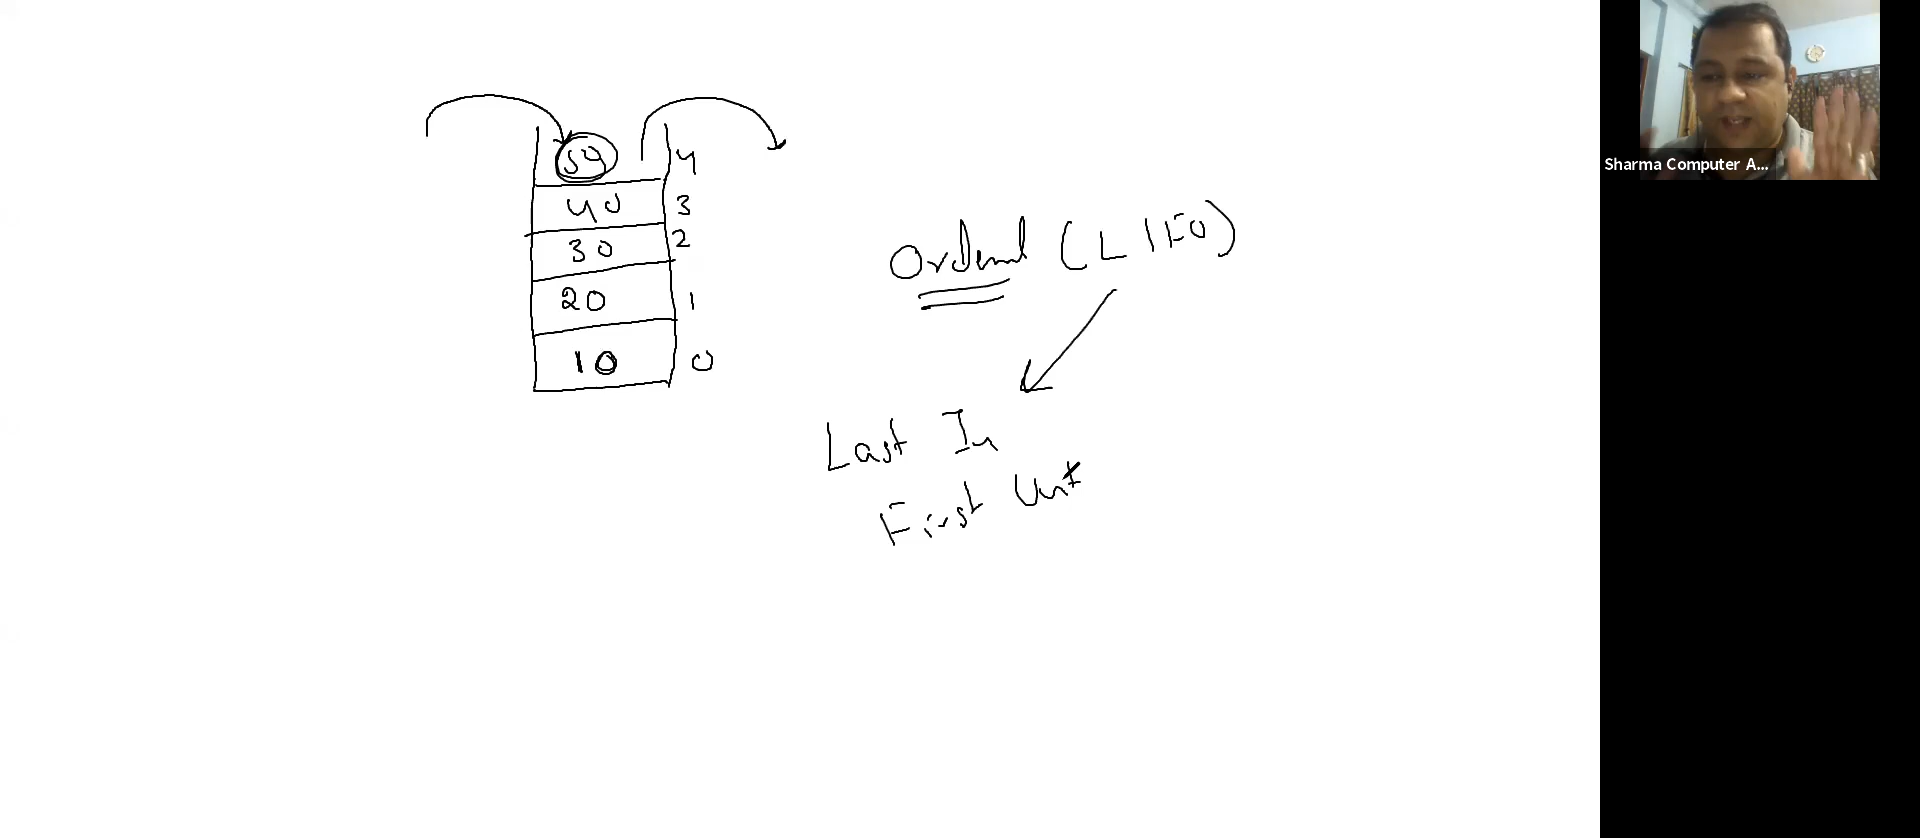 50 4
40 3
30 2
20 1
10 0
Ordered (LIFO)
Last In
First Out
Sharma Computer A...